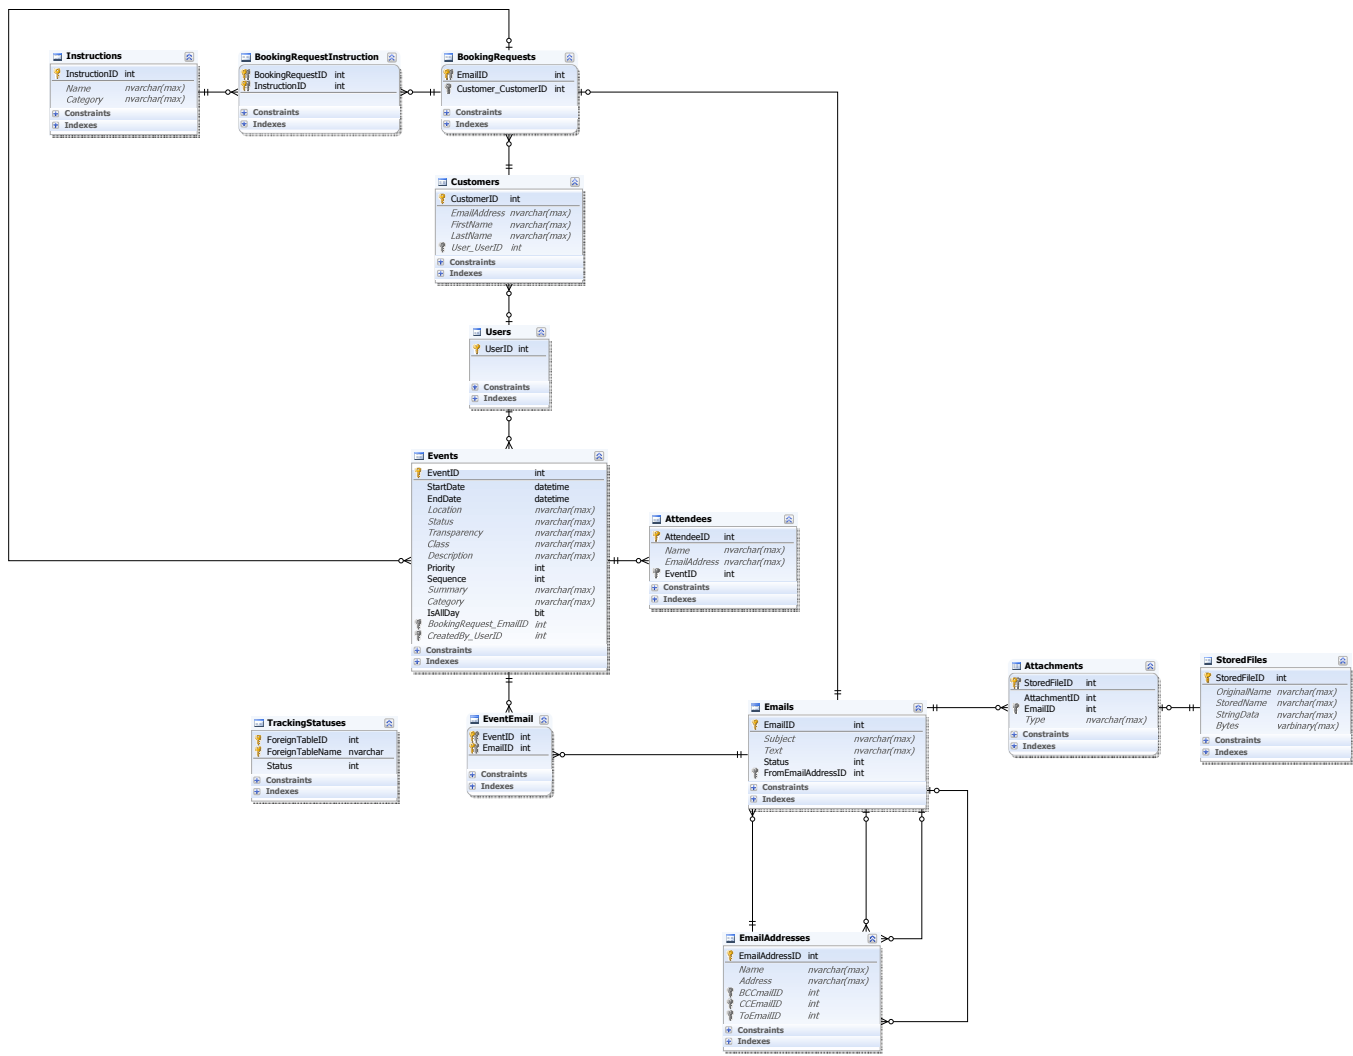 Instructions
InstructionID int
Name nvarchar(max)
Category nvarchar(max)
Constraints
Indexes
BookingRequestInstruction
BookingRequestID int
InstructionID int
Constraints
Indexes
BookingRequests
EmailID int
Customer_CustomerID int
Constraints
Indexes
Customers
CustomerID int
EmailAddress nvarchar(max)
FirstName nvarchar(max)
LastName nvarchar(max)
User_UserID int
Constraints
Indexes
Users
UserID int
Constraints
Indexes
Events
EventID int
StartDate datetime
EndDate datetime
Location nvarchar(max)
Status nvarchar(max)
Transparency nvarchar(max)
Class nvarchar(max)
Description nvarchar(max)
Priority int
Sequence int
Summary nvarchar(max)
Category nvarchar(max)
IsAllDay bit
BookingRequest_EmailID int
CreatedBy_UserID int
Constraints
Indexes
Attendees
AttendeeID int
Name nvarchar(max)
EmailAddress nvarchar(max)
EventID int
Constraints
Indexes
TrackingStatuses
ForeignTableID int
ForeignTableName nvarchar
Status int
Constraints
Indexes
EventEmail
EventID int
EmailID int
Constraints
Indexes
Emails
EmailID int
Subject nvarchar(max)
Text nvarchar(max)
Status int
FromEmailAddressID int
Constraints
Indexes
Attachments
StoredFileID int
AttachmentID int
EmailID int
Type nvarchar(max)
Constraints
Indexes
StoredFiles
StoredFileID int
OriginalName nvarchar(max)
StoredName nvarchar(max)
StringData nvarchar(max)
Bytes varbinary(max)
Constraints
Indexes
EmailAddresses
EmailAddressID int
Name nvarchar(max)
Address nvarchar(max)
BCCmailID int
CCEmailID int
ToEmailID int
Constraints
Indexes